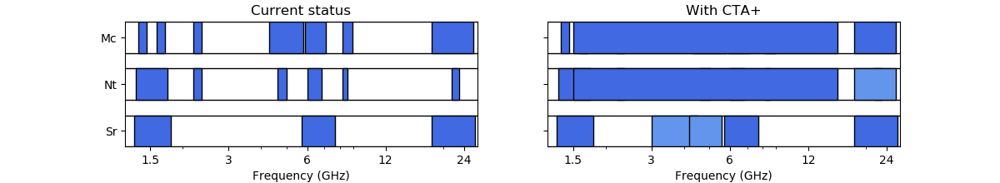 Current status
With CTA+
Mc
Nt
Sr
1.5 3 6 12 24
1.5 3 6 12 24
Frequency (GHz)
Frequency (GHz)